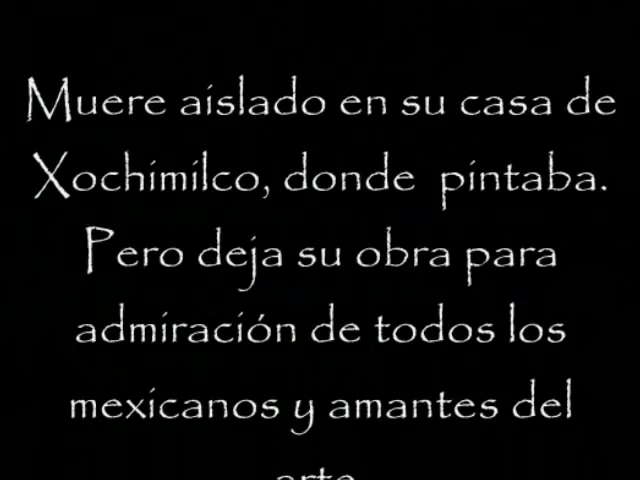 Muere aislado en su casa de
Xochimilco, donde pintaba.
Pero deja su obra para
admiración de todos los
mexicanos y amantes del
arte